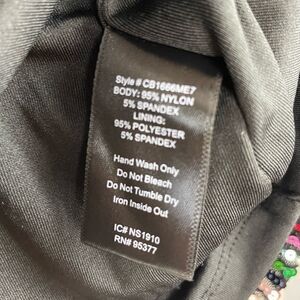 Style # CB1666ME7
BODY: 95% NYLON
5% SPANDEX
LINING:
95% POLYESTER
5% SPANDEX
Hand Wash Only
Do Not Bleach
Do Not Tumble Dry
Iron Inside Out
IC# NS1910
RN# 95377